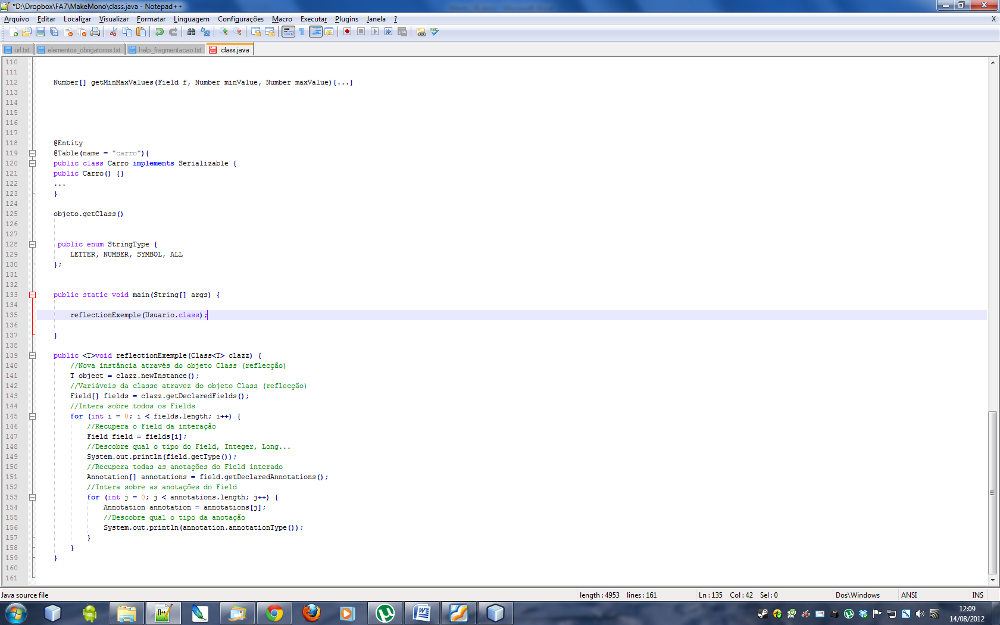 *D:\Dropbox\FA7\MakeMono\class.java - Notepad++
Arquivo Editar Localizar Visualizar Formatar Linguagem Configurações Macro Executar Plugins Janela ? X
url.txt elementos_obrigatorios.txt help_fragmentacao.txt class.java
110
111
112 Number[] getMinMaxValues(Field f, Number minValue, Number maxValue){...}
113
114
115
116
117
118 @Entity
119 @Table(name = "carro"){
120 public class Carro implements Serializable {
121 public Carro() {}
122 ...
123 }
124
125 objeto.getClass()
126
127
128 public enum StringType {
129 LETTER, NUMBER, SYMBOL, ALL
130 };
131
132
133 public static void main(String[] args) {
134
135 reflectionExemple(Usuario.class);
136
137 }
138
139 public <T>void reflectionExemple(Class<T> clazz) {
140 //Nova instância através do objeto Class (reflecção)
141 T object = clazz.newInstance();
142 //Variáveis da classe atravez do objeto Class (reflecção)
143 Field[] fields = clazz.getDeclaredFields();
144 //Intera sobre todos os Fields
145 for (int i = 0; i < fields.length; i++) {
146 //Recupera o Field da interação
147 Field field = fields[i];
148 //Descobre qual o tipo do Field, Integer, Long...
149 System.out.println(field.getType());
150 //Recupera todas as anotações do Field interado
151 Annotation[] annotations = field.getDeclaredAnnotations();
152 //Intera sobre as anotações do Field
153 for (int j = 0; j < annotations.length; j++) {
154 Annotation annotation = annotations[j];
155 //Descobre qual o tipo da anotação
156 System.out.println(annotation.annotationType());
157 }
158 }
159 }
160
161
Java source file length : 4953 lines : 161 Ln : 135 Col : 42 Sel : 0 Dos\Windows ANSI INS
12:09
14/08/2012